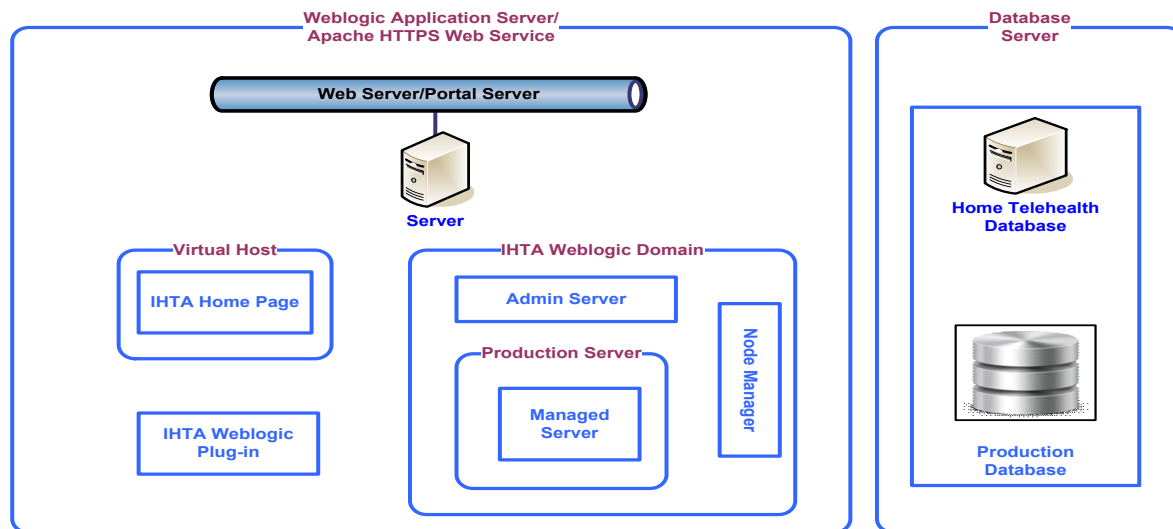 Weblogic Application Server/
Apache HTTPS Web Service
Web Server/Portal Server
Server
Virtual Host
IHTA Home Page
IHTA Weblogic
Plug-in
IHTA Weblogic Domain
Admin Server
Production Server
Managed
Server
Node Manager
Database
Server
Home Telehealth
Database
Production
Database